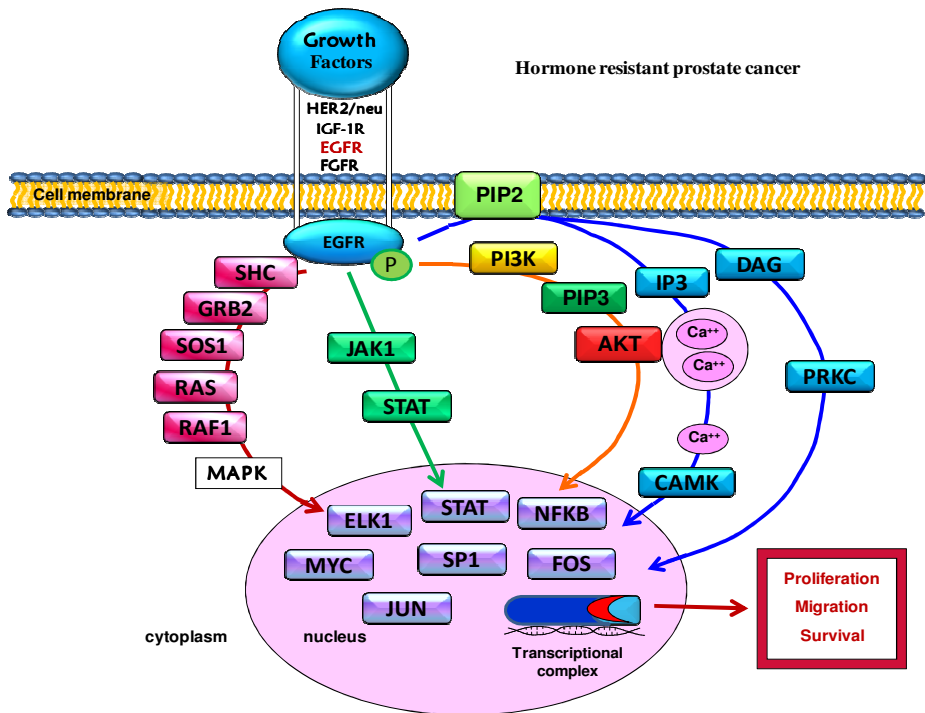 Growth
Factors
Hormone resistant prostate cancer
HER2/neu
IGF-1R
EGFR
FGFR
Cell membrane
PIP2
EGFR
P
SHC
GRB2
SOS1
RAS
RAF1
MAPK
JAK1
STAT
PI3K
PIP3
AKT
IP3
Ca⁺⁺
Ca⁺⁺
Ca⁺⁺
CAMK
DAG
PRKC
ELK1
STAT
NFKB
MYC
SP1
FOS
JUN
cytoplasm
nucleus
Transcriptional
complex
Proliferation
Migration
Survival